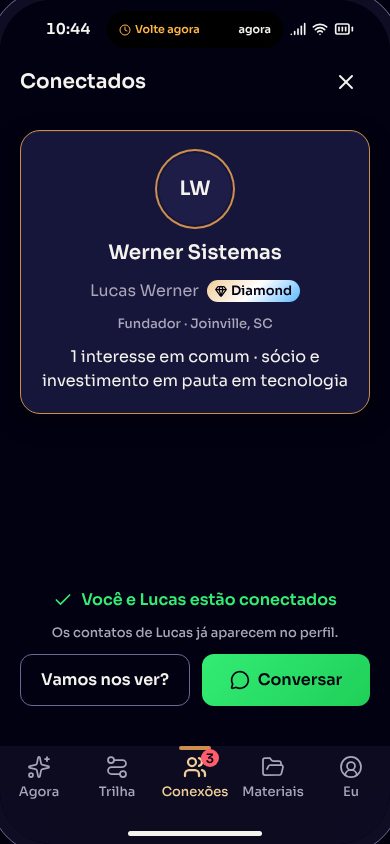 10:44
Volte agora
agora
Conectados
LW
Werner Sistemas
Lucas Werner
Diamond
Fundador · Joinville, SC
1 interesse em comum · sócio e
investimento em pauta em tecnologia
Você e Lucas estão conectados
Os contatos de Lucas já aparecem no perfil.
Vamos nos ver?
Conversar
3
Agora
Trilha
Conexões
Materiais
Eu